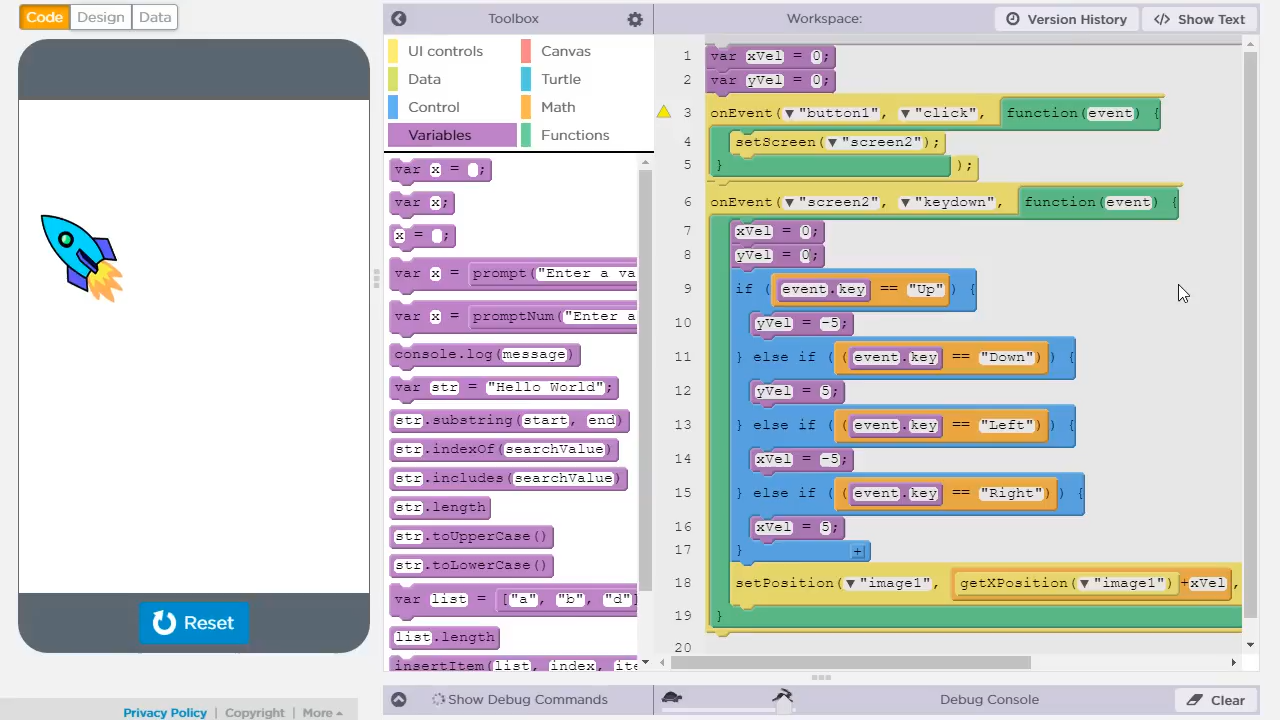 Code Design Data
Toolbox
Workspace:
Version History
</> Show Text
UI controls
Canvas
Data
Turtle
Control
Math
Variables
Functions
var x = ;
var x;
x = ;
var x = prompt("Enter a va
var x = promptNum("Enter a
console.log(message)
var str = "Hello World";
str.substring(start, end)
str.indexOf(searchValue)
str.includes(searchValue)
str.length
str.toUpperCase()
str.toLowerCase()
var list = ["a", "b", "d"]
list.length
insertItem(list, index, ite
1 var xVel = 0;
2 var yVel = 0;
3 onEvent(▼"button1", ▼"click", function(event) {
4 setScreen(▼"screen2");
5 } );
6 onEvent(▼"screen2", ▼"keydown", function(event) {
7 xVel = 0;
8 yVel = 0;
9 if (event.key == "Up") {
10 yVel = -5;
11 } else if ((event.key == "Down")) {
12 yVel = 5;
13 } else if ((event.key == "Left")) {
14 xVel = -5;
15 } else if ((event.key == "Right")) {
16 xVel = 5;
17 } +
18 setPosition(▼"image1", getXPosition(▼"image1")+xVel,
19 }
20
Reset
Show Debug Commands
Debug Console
Clear
Privacy Policy | Copyright | More